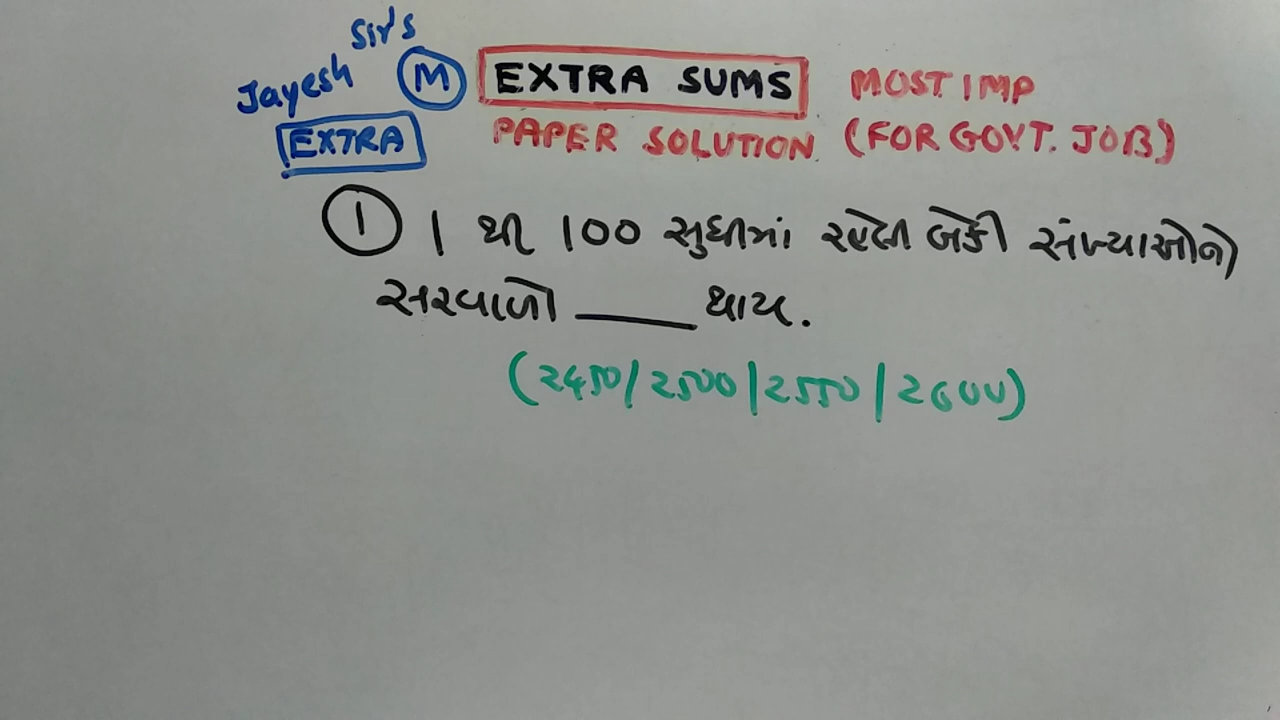 Jayesh Sir's M EXTRA SUMS MOST IMP
EXTRA PAPER SOLUTION (FOR GOVT. JOB)
1 1 થી 100 સુધીમાં રહેલી બેકી સંખ્યાઓનો
સરવાળો _____ થાય.
(2450/2500/2550/2600)